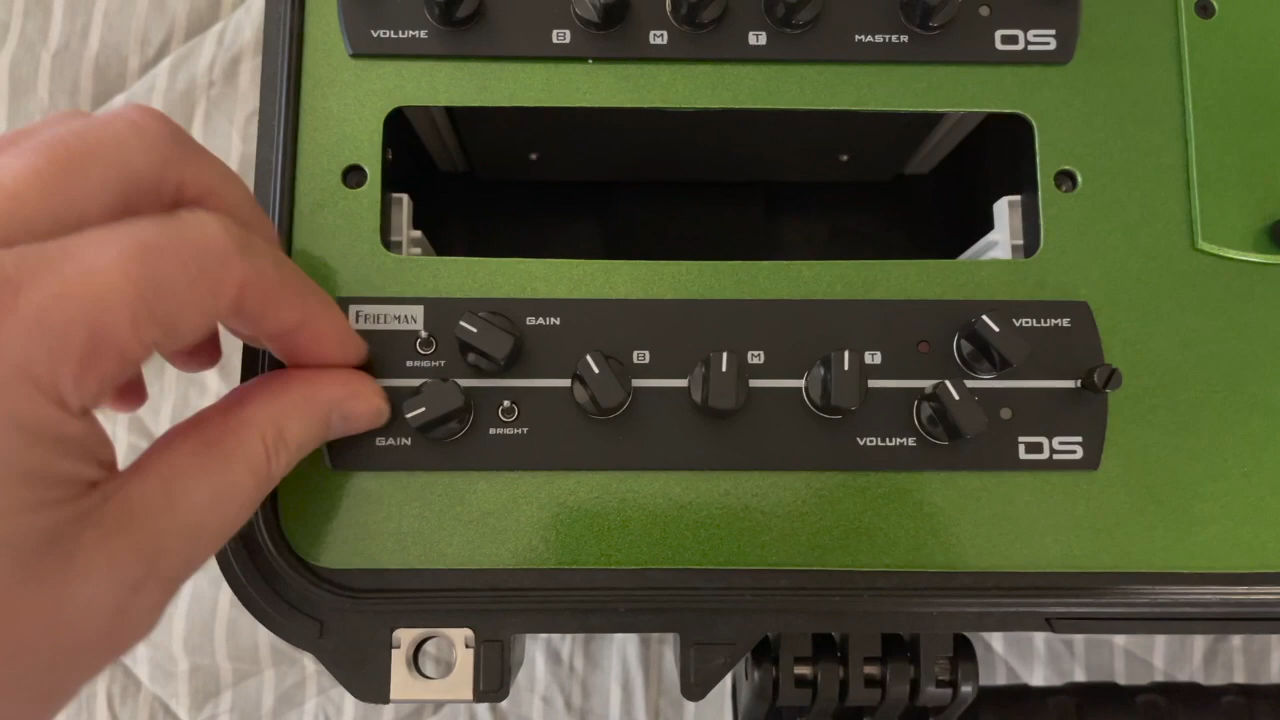 VOLUME B M T MASTER OS
FRIEDMAN GAIN VOLUME
BRIGHT B M T
GAIN BRIGHT VOLUME DS